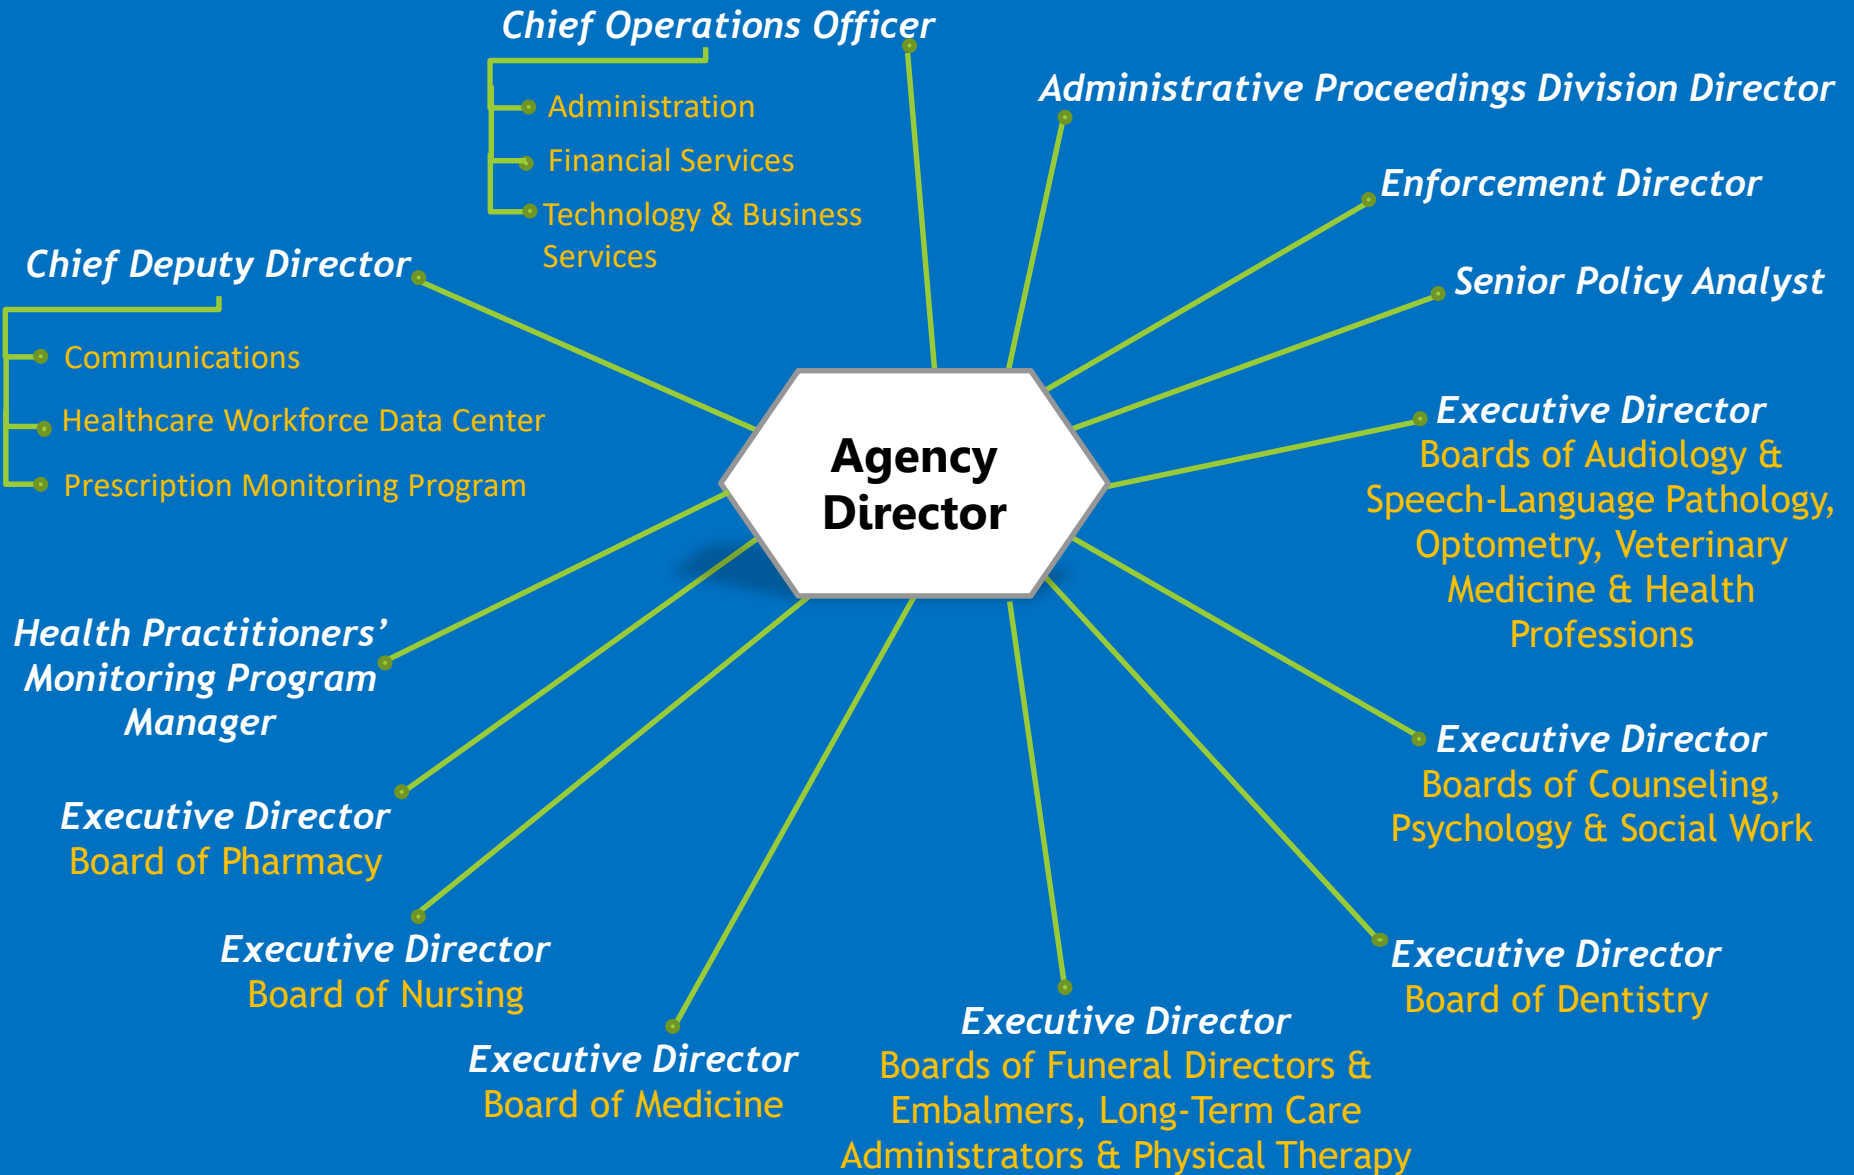 Chief Operations Officer
Administration
Financial Services
Technology & Business
Services
Administrative Proceedings Division Director
Enforcement Director
Senior Policy Analyst
Chief Deputy Director
Communications
Healthcare Workforce Data Center
Prescription Monitoring Program
Agency
Director
Executive Director
Boards of Audiology &
Speech-Language Pathology,
Optometry, Veterinary
Medicine & Health
Professions
Health Practitioners’
Monitoring Program
Manager
Executive Director
Boards of Counseling,
Psychology & Social Work
Executive Director
Board of Pharmacy
Executive Director
Board of Nursing
Executive Director
Board of Dentistry
Executive Director
Board of Medicine
Executive Director
Boards of Funeral Directors &
Embalmers, Long-Term Care
Administrators & Physical Therapy